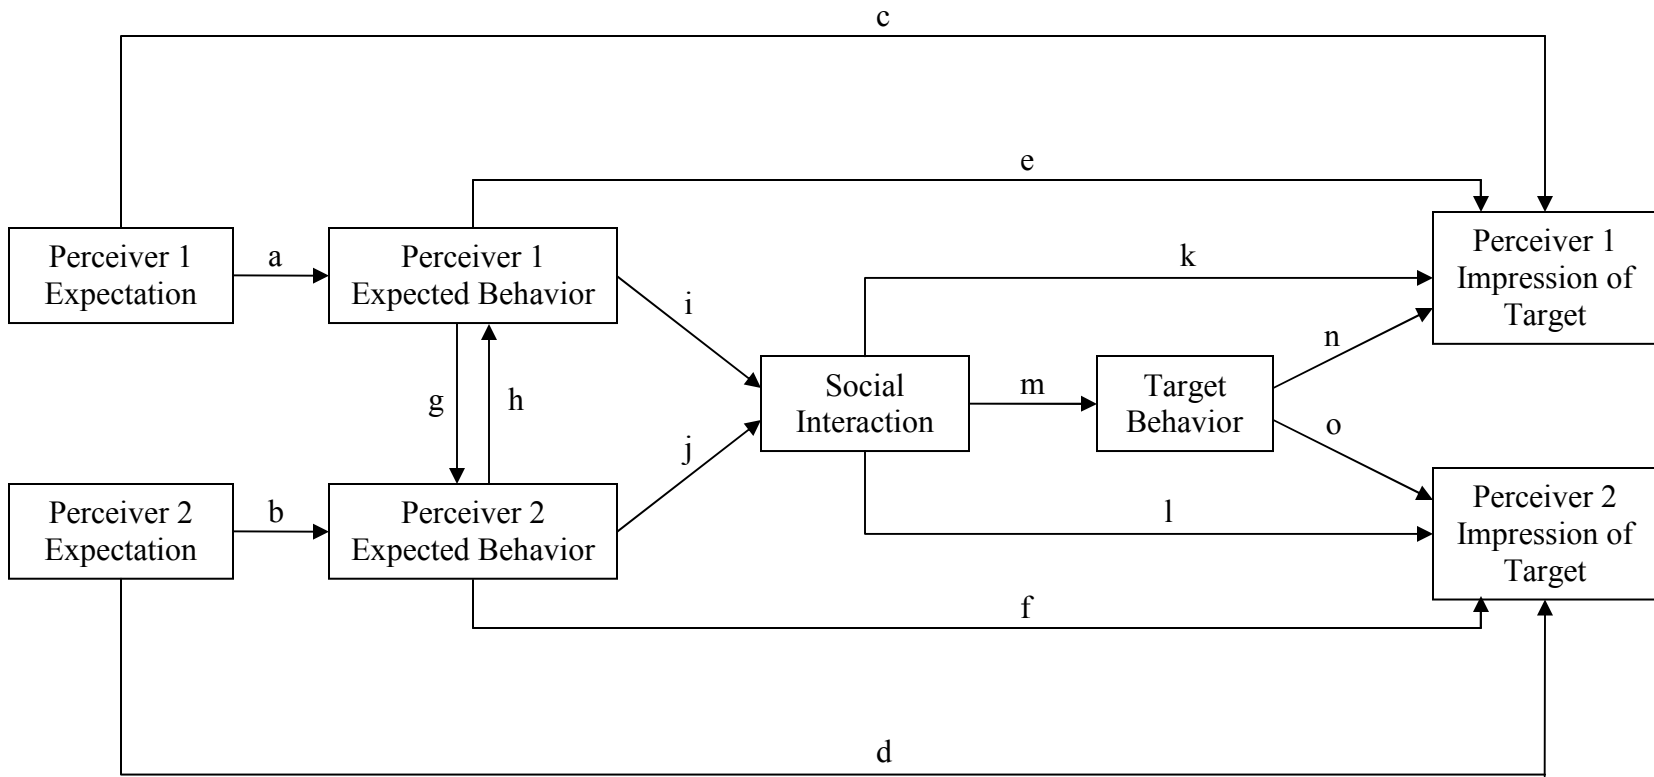 c
e
Perceiver 1
Expectation
a
Perceiver 1
Expected Behavior
Perceiver 1
Impression of
Target
k
i
n
g
h
Social
Interaction
m
Target
Behavior
j
o
Perceiver 2
Expectation
b
Perceiver 2
Expected Behavior
l
Perceiver 2
Impression of
Target
f
d